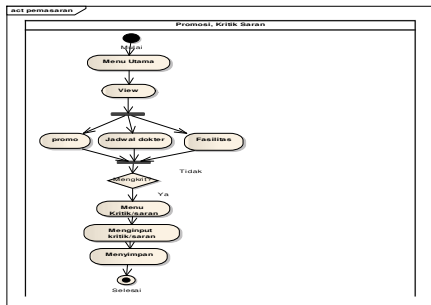 act pemasaran
Promosi, Kritik Saran
Mulai
Menu Utama
View
promo
Jadwal dokter
Fasilitas
Tidak
Mengkrit?
Ya
Menu
Kritik/saran
Menginput
kritik/saran
Menyimpan
Selesai